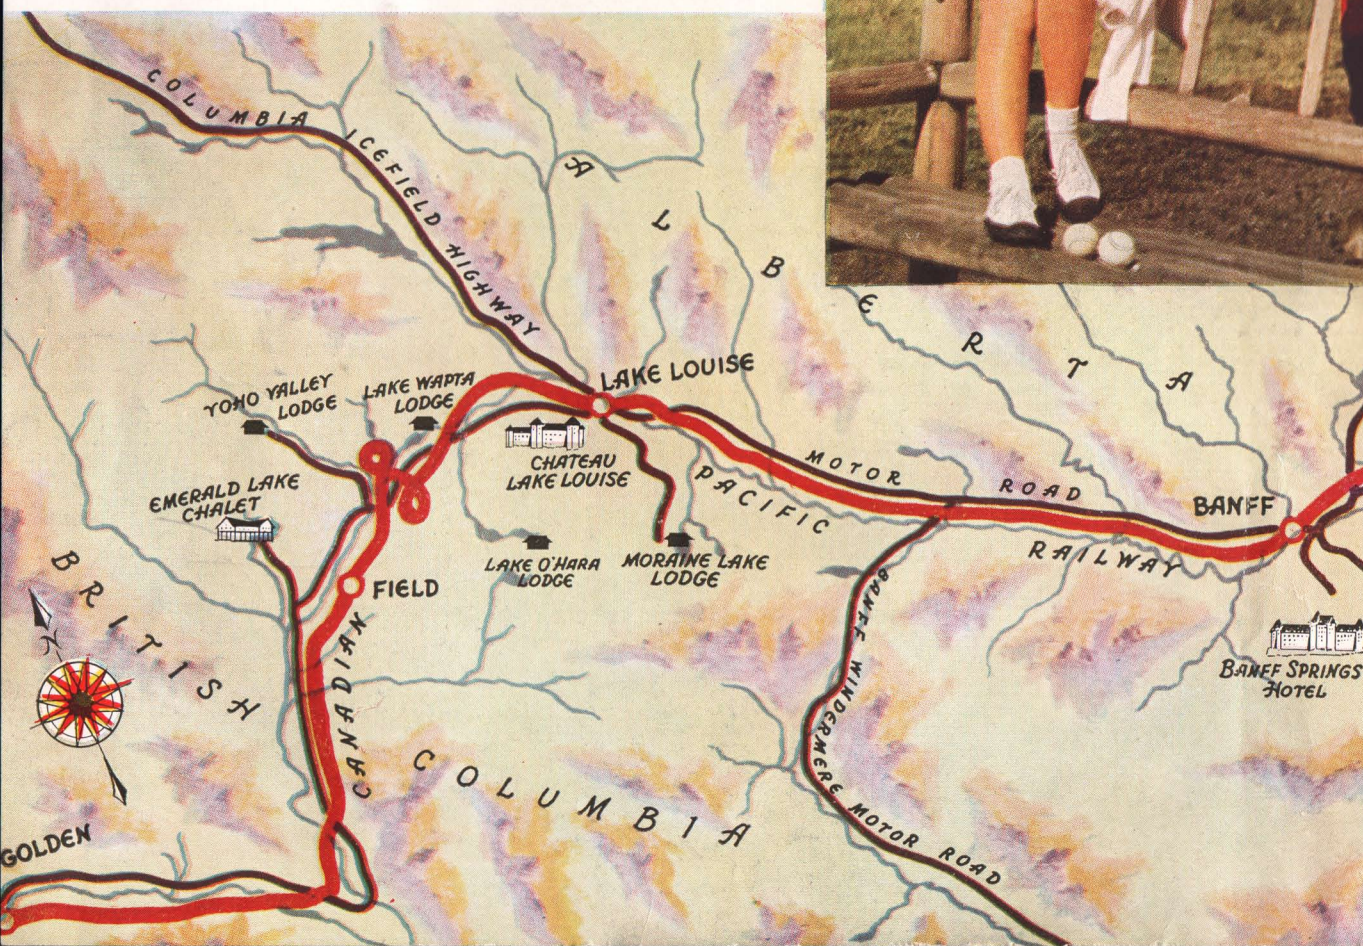 COLUMBIA
ICEFIELD HIGHWAY
ALBERTA
YOHO VALLEY
LODGE
LAKE WAPTA
LODGE
LAKE LOUISE
CHATEAU
LAKE LOUISE
EMERALD LAKE
CHALET
MOTOR ROAD
BANFF
CANADIAN PACIFIC RAILWAY
LAKE O'HARA
LODGE
MORAINE LAKE
LODGE
FIELD
BANFF WINDERMERE MOTOR ROAD
BRITISH
COLUMBIA
N
BANFF SPRINGS
HOTEL
GOLDEN